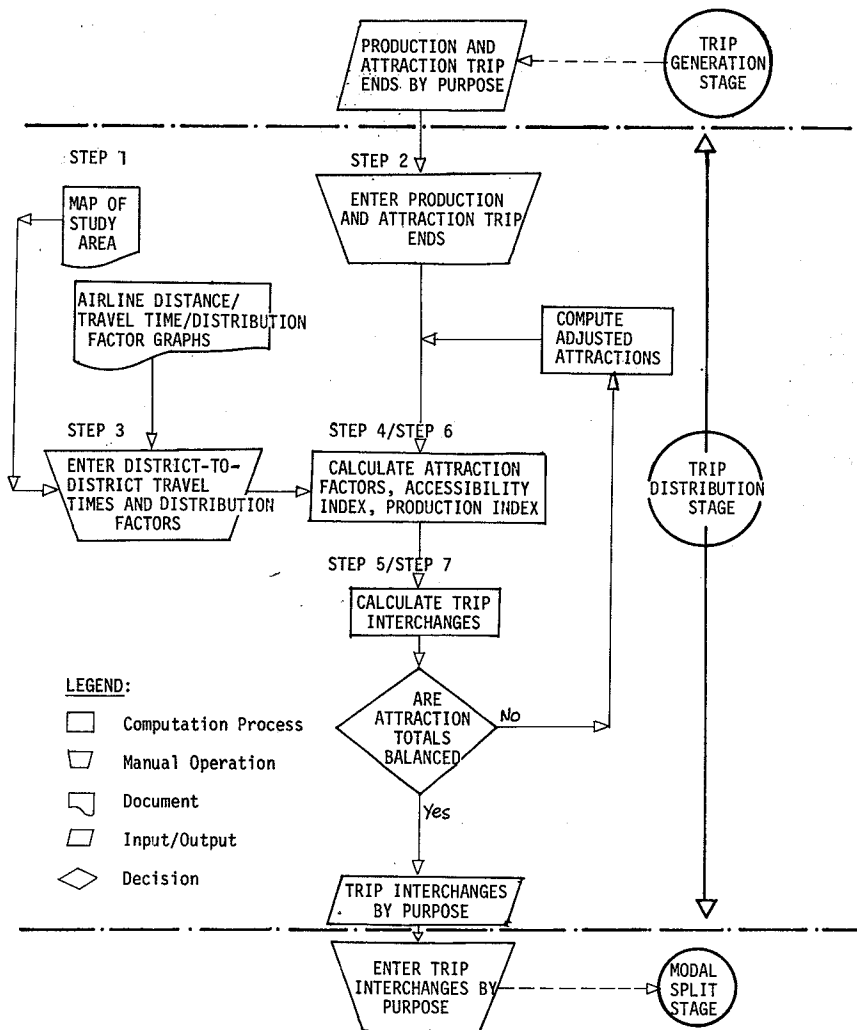 PRODUCTION AND
ATTRACTION TRIP
ENDS BY PURPOSE
TRIP
GENERATION
STAGE
STEP 1
MAP OF
STUDY
AREA
STEP 2
ENTER PRODUCTION
AND ATTRACTION TRIP
ENDS
AIRLINE DISTANCE/
TRAVEL TIME/DISTRIBUTION
FACTOR GRAPHS
COMPUTE
ADJUSTED
ATTRACTIONS
STEP 3
ENTER DISTRICT-TO-
DISTRICT TRAVEL
TIMES AND DISTRIBUTION
FACTORS
STEP 4/STEP 6
CALCULATE ATTRACTION
FACTORS, ACCESSIBILITY
INDEX, PRODUCTION INDEX
TRIP
DISTRIBUTION
STAGE
STEP 5/STEP 7
CALCULATE TRIP
INTERCHANGES
ARE
ATTRACTION
TOTALS
BALANCED
No
Yes
LEGEND:
Computation Process
Manual Operation
Document
Input/Output
Decision
TRIP INTERCHANGES
BY PURPOSE
ENTER TRIP
INTERCHANGES BY
PURPOSE
MODAL
SPLIT
STAGE